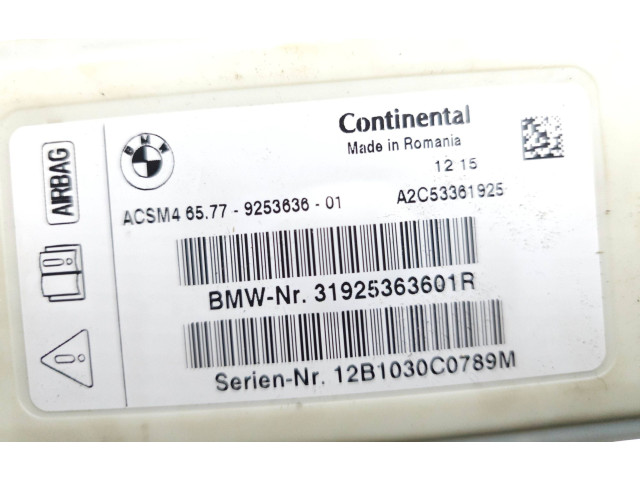 AIRBAG
BMW
Continental
Made in Romania
12 15
ACSM4 65.77 - 9253636 - 01 A2C53361925
BMW-Nr. 31925363601R
Serien-Nr. 12B1030C0789M